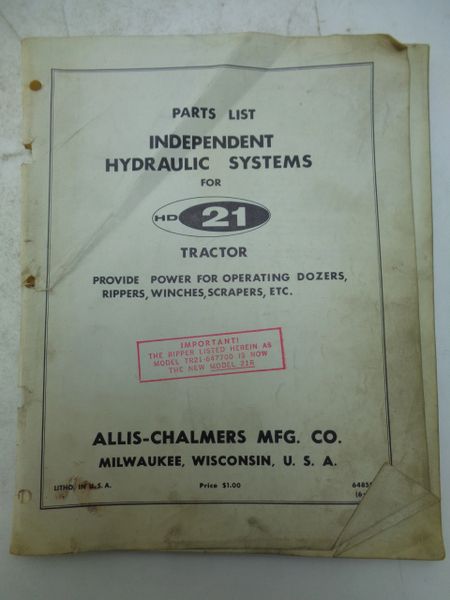 PARTS LIST
INDEPENDENT
HYDRAULIC SYSTEMS
FOR
HD 21
TRACTOR
PROVIDE POWER FOR OPERATING DOZERS,
RIPPERS, WINCHES, SCRAPERS, ETC.
IMPORTANT!
THE RIPPER LISTED HEREIN AS
MODEL TR21-647700 IS NOW
THE NEW MODEL 21R
ALLIS-CHALMERS MFG. CO.
MILWAUKEE, WISCONSIN, U. S. A.
LITHO. IN U. S. A. Price $1.00